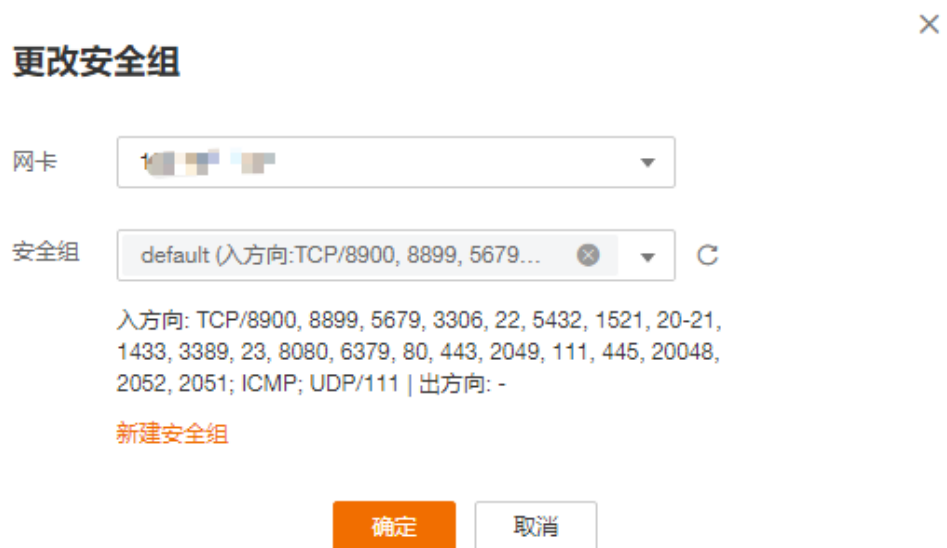 更改安全组
网卡
安全组
default (入方向:TCP/8900, 8899, 5679...
入方向: TCP/8900, 8899, 5679, 3306, 22, 5432, 1521, 20-21,
1433, 3389, 23, 8080, 6379, 80, 443, 2049, 111, 445, 20048,
2052, 2051; ICMP; UDP/111 | 出方向: -
新建安全组
确定
取消